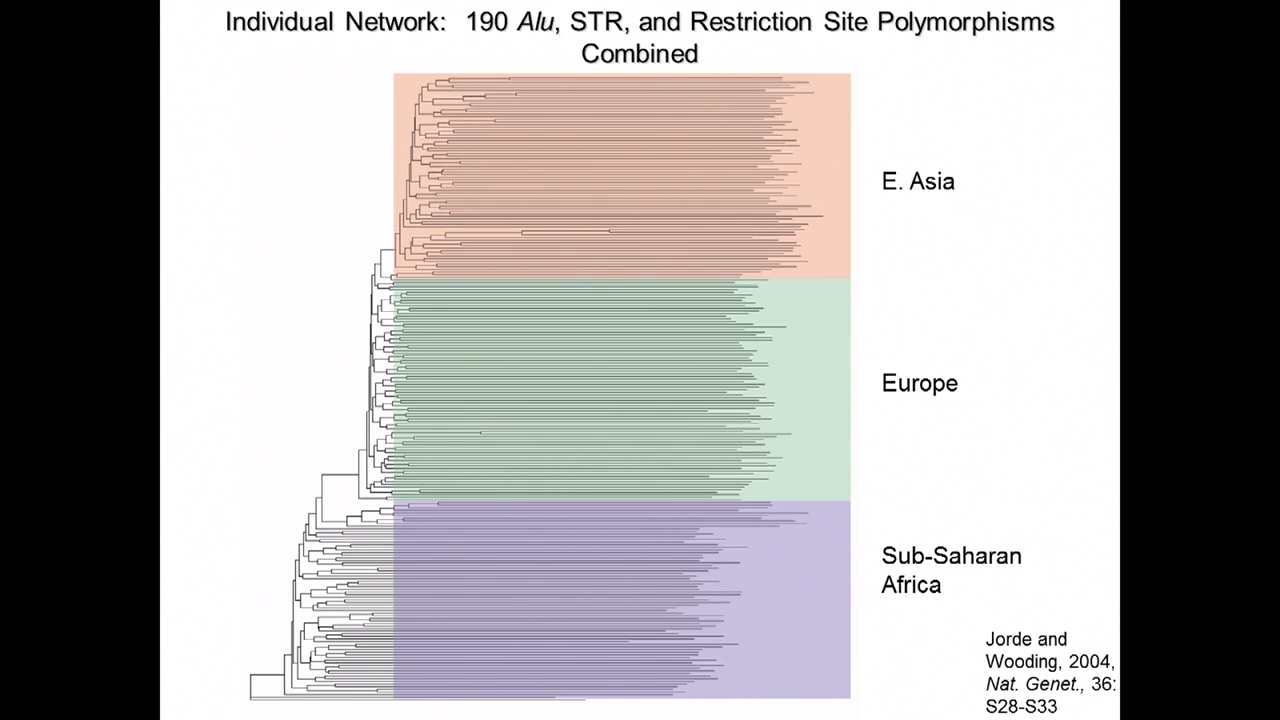 Individual Network: 190 Alu, STR, and Restriction Site Polymorphisms
Combined
E. Asia
Europe
Sub-Saharan
Africa
Jorde and
Wooding, 2004,
Nat. Genet., 36:
S28-S33